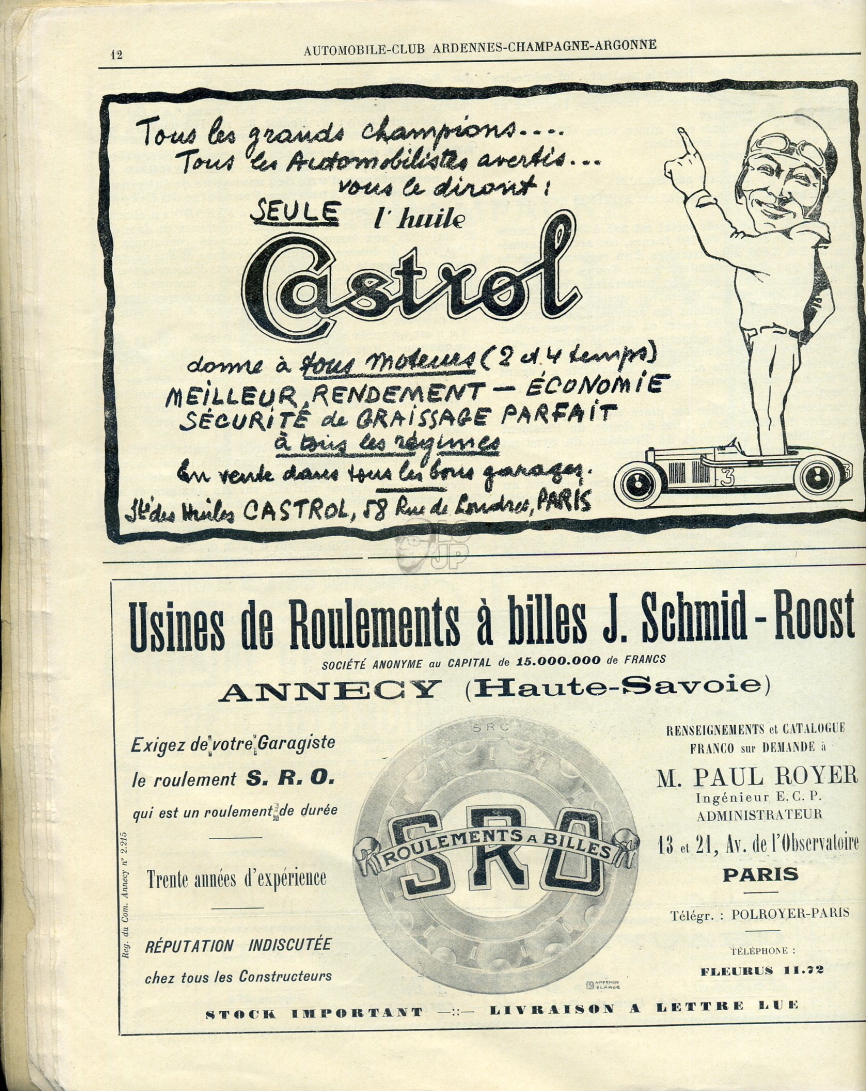 12
AUTOMOBILE-CLUB ARDENNES-CHAMPAGNE-ARGONNE
Tous les grands champions....
Tous les Automobilistes avertis...
vous le diront :
SEULE l'huile
Castrol
donne à tous moteurs (2 et 4 temps)
MEILLEUR RENDEMENT — ÉCONOMIE
SÉCURITÉ de GRAISSAGE PARFAIT
à tous les régimes
En vente dans tous les bons garages.
Sté des Huiles CASTROL, 58 Rue de Londres, PARIS
3
Usines de Roulements à billes J. Schmid-Roost
SOCIÉTÉ ANONYME au CAPITAL de 15.000.000 de FRANCS
ANNECY (Haute-Savoie)
Exigez de votre Garagiste
le roulement S. R. O.
qui est un roulement de durée
Trente années d'expérience
RÉPUTATION INDISCUTÉE
chez tous les Constructeurs
Reg. du Com. Annecy n° 2.215
SRO
SRO
ROULEMENTS A BILLES
RENSEIGNEMENTS et CATALOGUE
FRANCO sur DEMANDE à
M. PAUL ROYER
Ingénieur E. C. P.
ADMINISTRATEUR
13 et 21, Av. de l'Observatoire
PARIS
Télégr. : POLROYER-PARIS
TÉLÉPHONE :
FLEURUS 11.72
STOCK IMPORTANT —::— LIVRAISON A LETTRE LUE